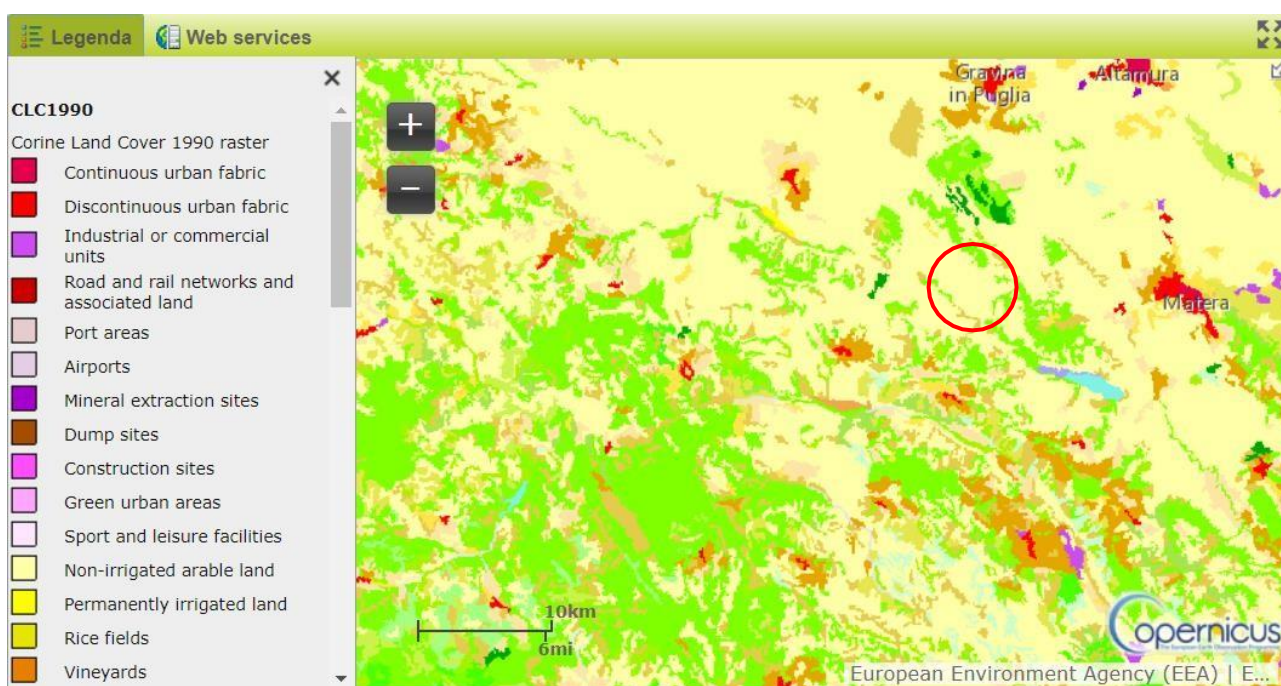 Legenda
Web services
CLC1990
Corine Land Cover 1990 raster
Continuous urban fabric
Discontinuous urban fabric
Industrial or commercial
units
Road and rail networks and
associated land
Port areas
Airports
Mineral extraction sites
Dump sites
Construction sites
Green urban areas
Sport and leisure facilities
Non-irrigated arable land
Permanently irrigated land
Rice fields
Vineyards
+
−
Gravina
in Puglia
Altamura
Matera
10km
6mi
opernicus
European Environment Agency (EEA) | E...